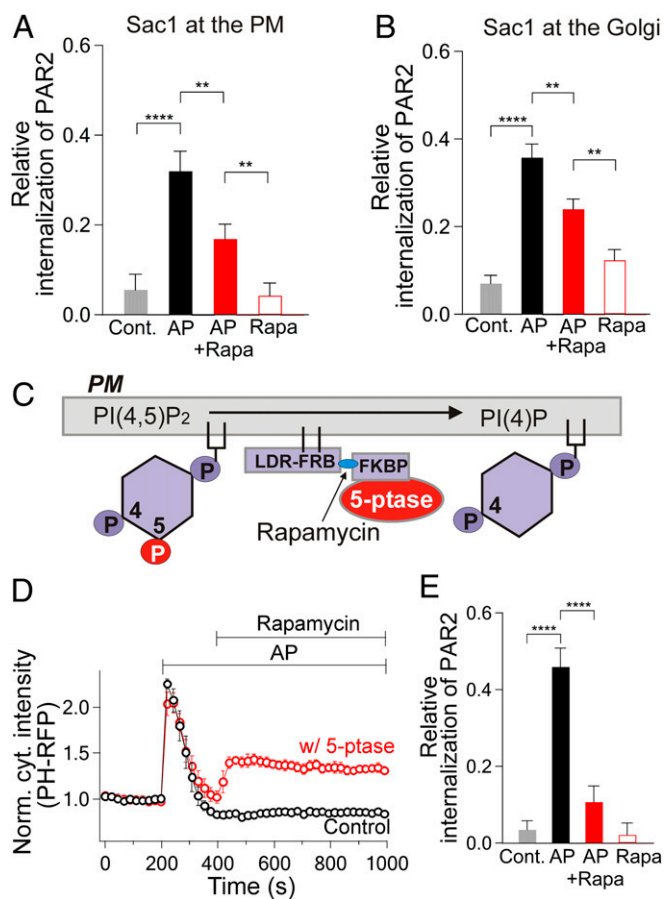 A
Sac1 at the PM
Relative
internalization of PAR2
0.6
0.4
0.2
0.0
****
**
**
Cont. AP AP Rapa
+Rapa
B
Sac1 at the Golgi
Relative
internalization of PAR2
0.6
0.4
0.2
0.0
****
**
**
Cont. AP AP Rapa
+Rapa
C
PM
PI(4,5)P2
PI(4)P
LDR-FRB
FKBP
5-ptase
Rapamycin
P
P
4
5
P
P
P
4
D
Rapamycin
AP
Norm. cyt. intensity
(PH-RFP)
2.0
1.5
1.0
w/ 5-ptase
Control
0 200 400 600 800 1000
Time (s)
E
Relative
internalization of PAR2
0.6
0.4
0.2
0.0
****
****
Cont. AP AP Rapa
+Rapa